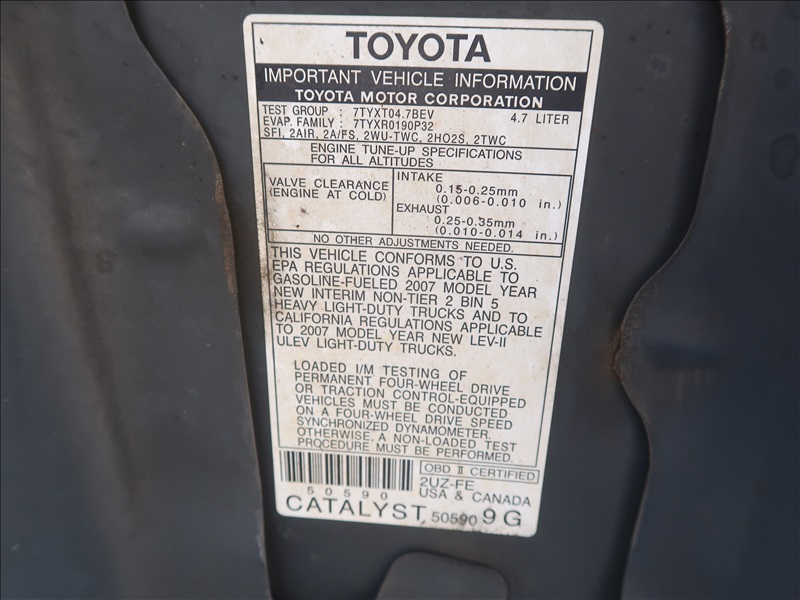 TOYOTA
IMPORTANT VEHICLE INFORMATION
TOYOTA MOTOR CORPORATION
TEST GROUP : 7TYXT04.7BEV 4.7 LITER
EVAP. FAMILY : 7TYXR0190P32
SFI, 2AIR, 2A/FS, 2WU-TWC, 2HO2S, 2TWC
ENGINE TUNE-UP SPECIFICATIONS
FOR ALL ALTITUDES
VALVE CLEARANCE
(ENGINE AT COLD)
INTAKE
0.15-0.25mm
(0.006-0.010 in.)
EXHAUST
0.25-0.35mm
(0.010-0.014 in.)
NO OTHER ADJUSTMENTS NEEDED.
THIS VEHICLE CONFORMS TO U.S.
EPA REGULATIONS APPLICABLE TO
GASOLINE-FUELED 2007 MODEL YEAR
NEW INTERIM NON-TIER 2 BIN 5
HEAVY LIGHT-DUTY TRUCKS AND TO
CALIFORNIA REGULATIONS APPLICABLE
TO 2007 MODEL YEAR NEW LEV-II
ULEV LIGHT-DUTY TRUCKS.
LOADED I/M TESTING OF
PERMANENT FOUR-WHEEL DRIVE
OR TRACTION CONTROL-EQUIPPED
VEHICLES MUST BE CONDUCTED
ON A FOUR-WHEEL DRIVE SPEED
SYNCHRONIZED DYNAMOMETER.
OTHERWISE, A NON-LOADED TEST
PROCEDURE MUST BE PERFORMED.
OBD II CERTIFIED
2UZ-FE
USA & CANADA
50590
CATALYST 50590 9G